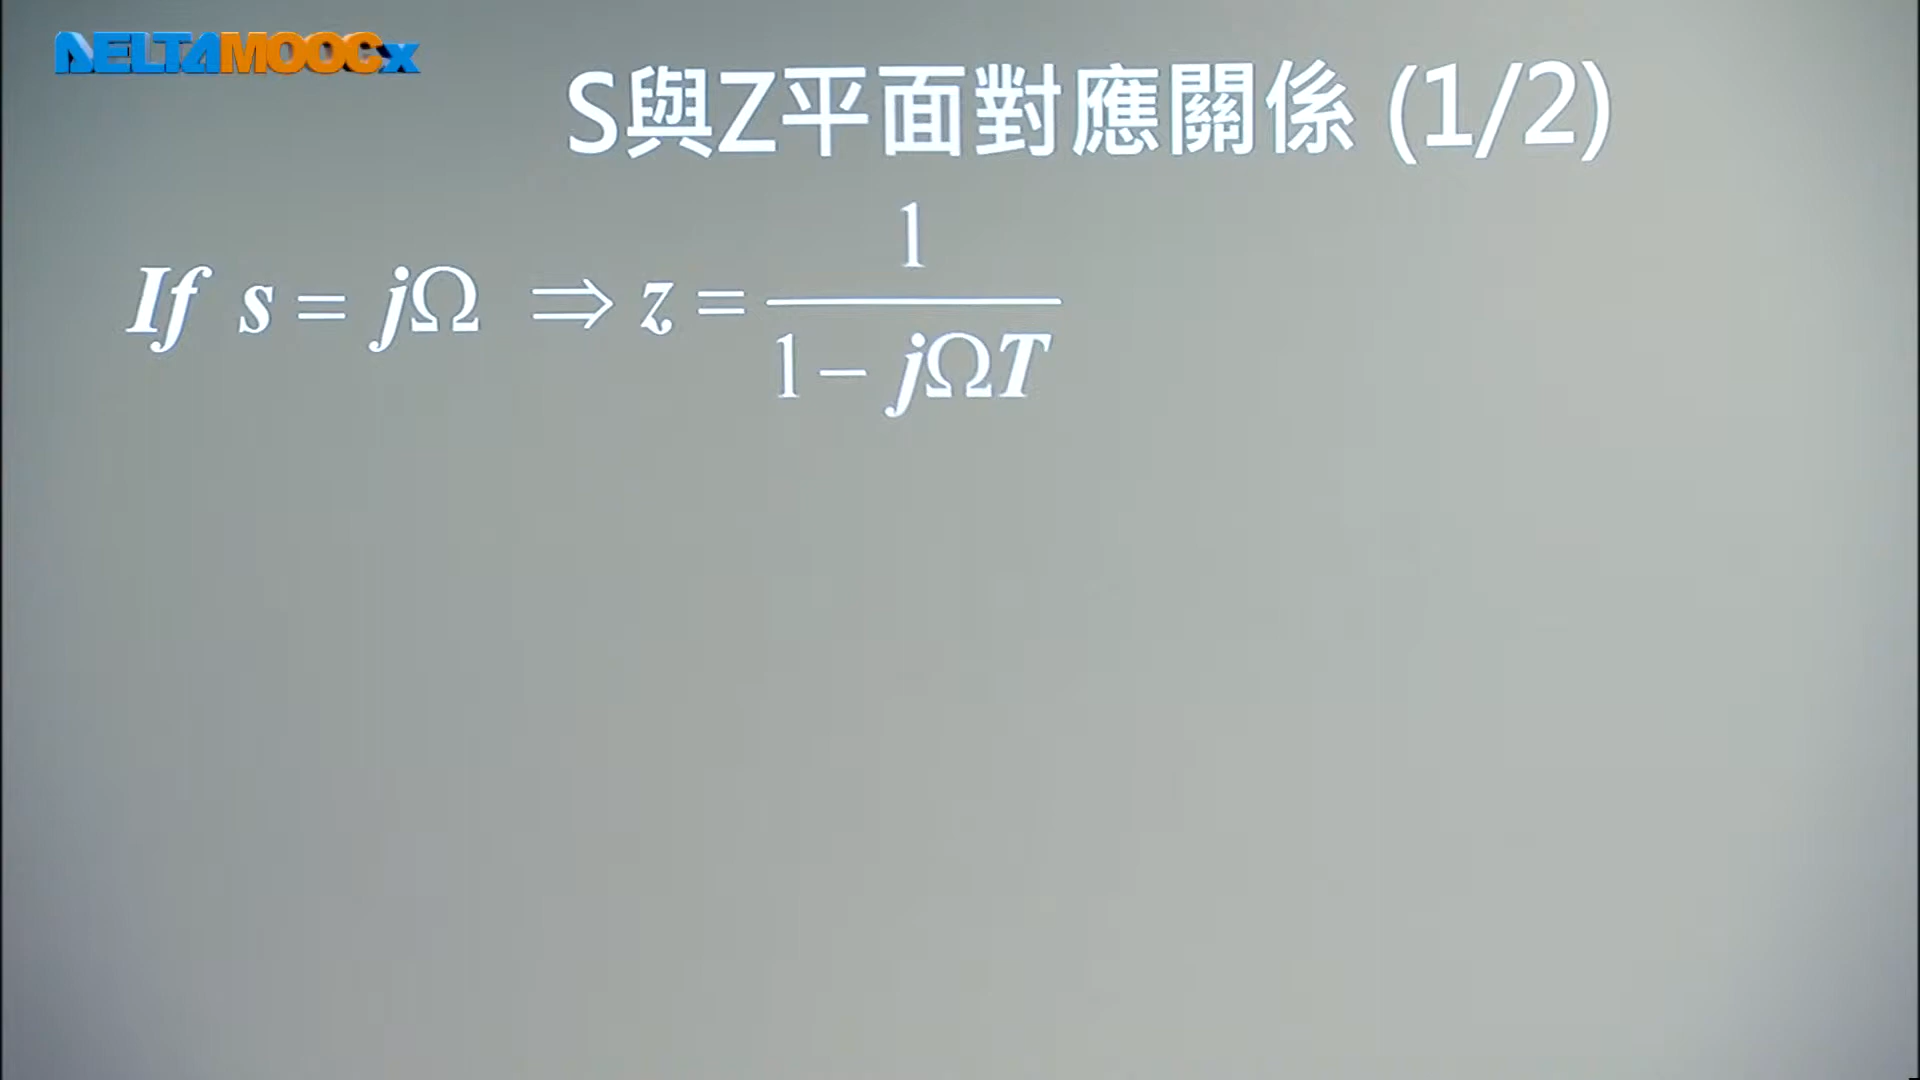 DELTAMOOCx
S與Z平面對應關係 (1/2)
If s = jΩ ⇒ z = 1 / (1 − jΩT)